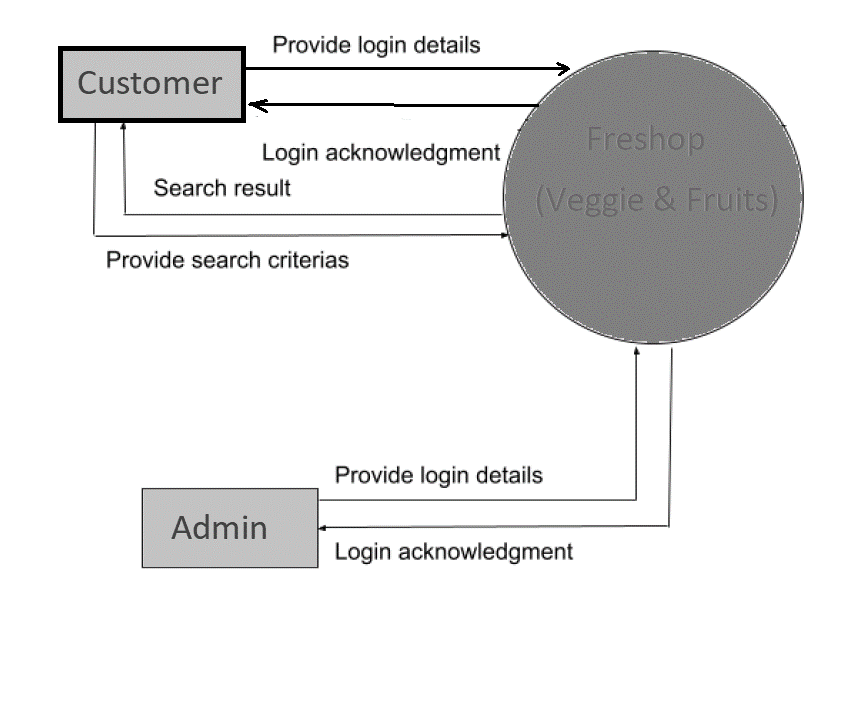 Provide login details
Customer
Freshop
(Veggie & Fruits)
Login acknowledgment
Search result
Provide search criterias
Provide login details
Admin
Login acknowledgment